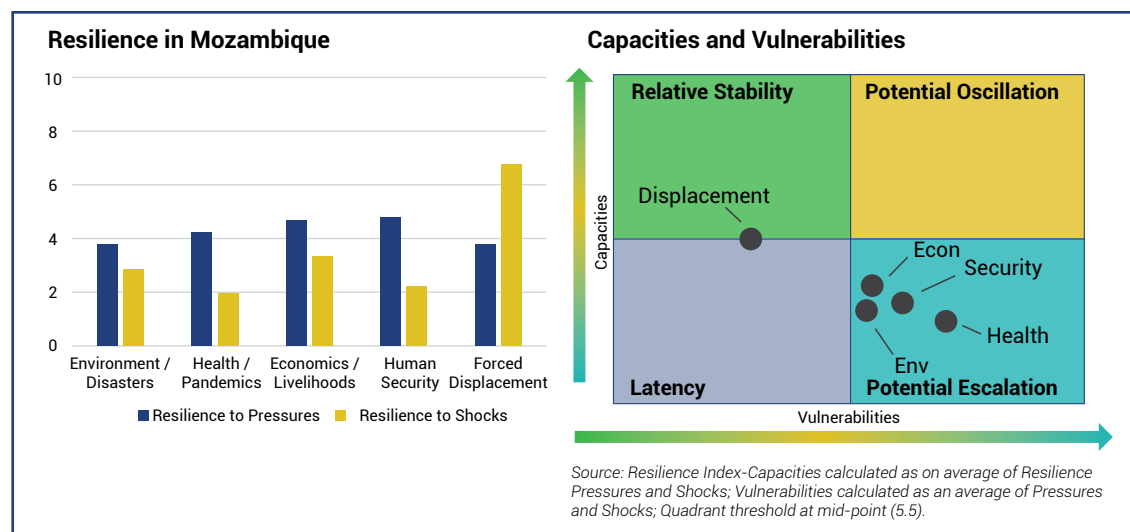 Resilience in Mozambique
10
8
6
4
2
0
Environment /
Disasters
Health /
Pandemics
Economics /
Livelihoods
Human
Security
Forced
Displacement
Resilience to Pressures
Resilience to Shocks
Capacities and Vulnerabilities
Capacities
Relative Stability
Potential Oscillation
Displacement
Econ
Security
Health
Env
Latency
Potential Escalation
Vulnerabilities
Source: Resilience Index-Capacities calculated as on average of Resilience
Pressures and Shocks; Vulnerabilities calculated as an average of Pressures
and Shocks; Quadrant threshold at mid-point (5.5).